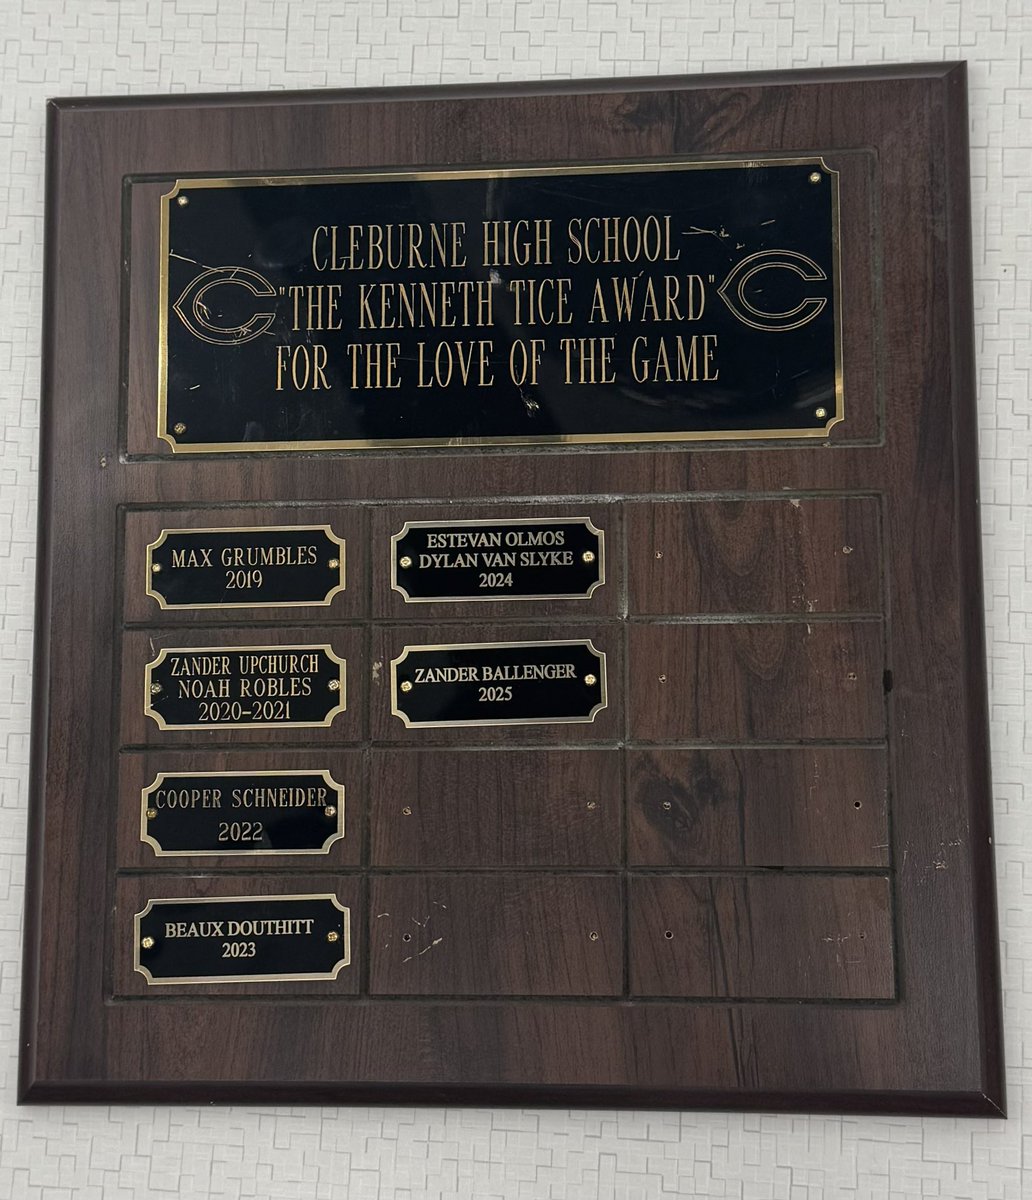 CLEBURNE HIGH SCHOOL
"THE KENNETH TICE AWARD"
FOR THE LOVE OF THE GAME
C
C
MAX GRUMBLES
2019
ZANDER UPCHURCH
NOAH ROBLES
2020-2021
COOPER SCHNEIDER
2022
BEAUX DOUTHITT
2023
ESTEVAN OLMOS
DYLAN VAN SLYKE
2024
ZANDER BALLENGER
2025